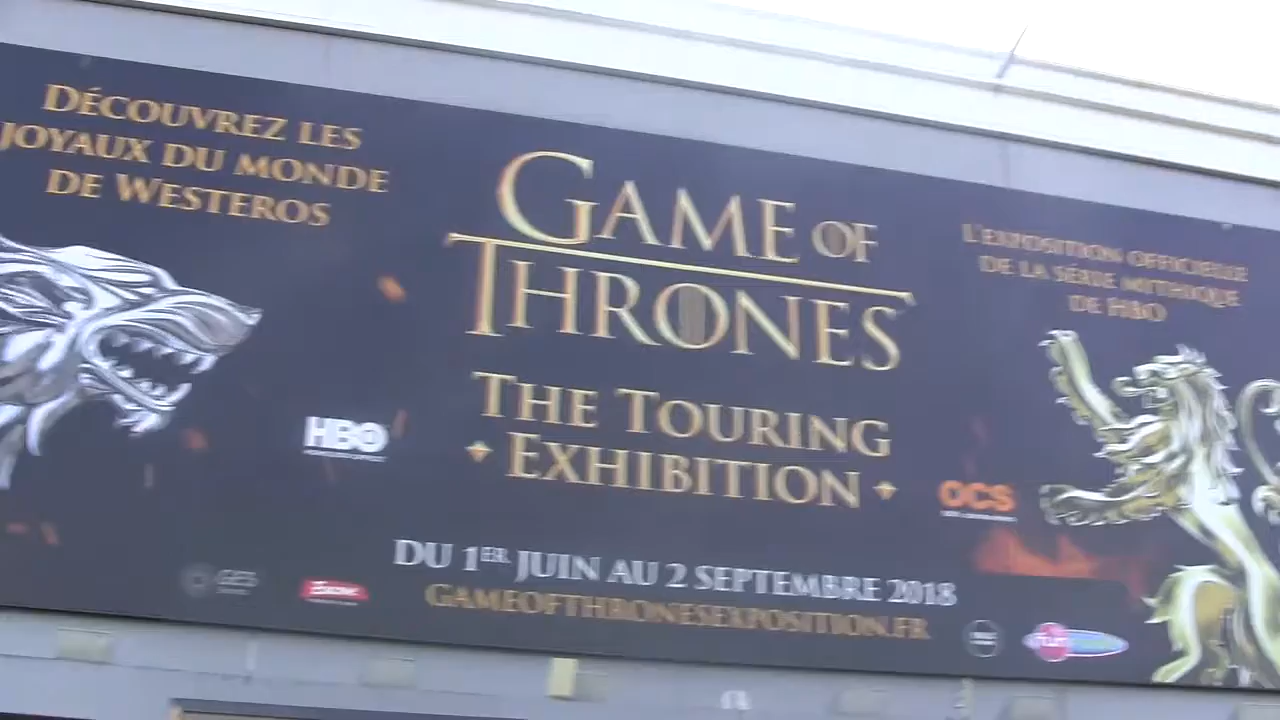 DÉCOUVREZ LES
JOYAUX DU MONDE
DE WESTEROS
GAME OF
THRONES
THE TOURING
EXHIBITION
L'EXPOSITION OFFICIELLE
DE LA SÉRIE MYTHIQUE
DE HBO
HBO
OCS
DU 1ER JUIN AU 2 SEPTEMBRE 2018
GAMEOFTHRONESEXPOSITION.FR
GES